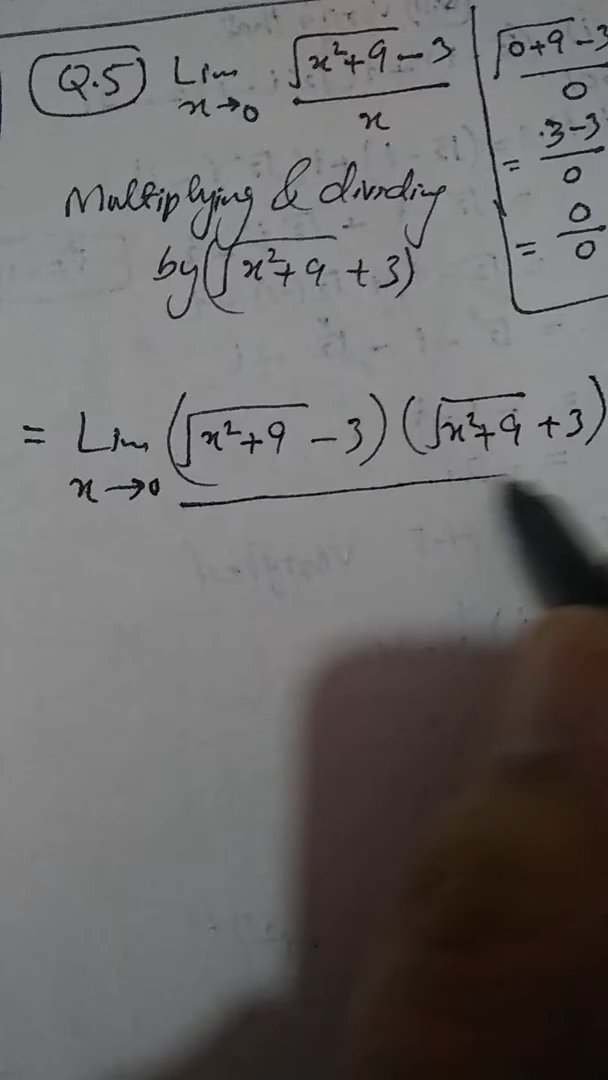 Q.5 Lim x→0 √(x²+9) - 3 / x
√(0+9) - 3 / 0
= 3-3 / 0
= 0 / 0
Multiplying & dividing
by (√(x²+9) + 3)
= Lim x→0 (√(x²+9) - 3) (√(x²+9) + 3)